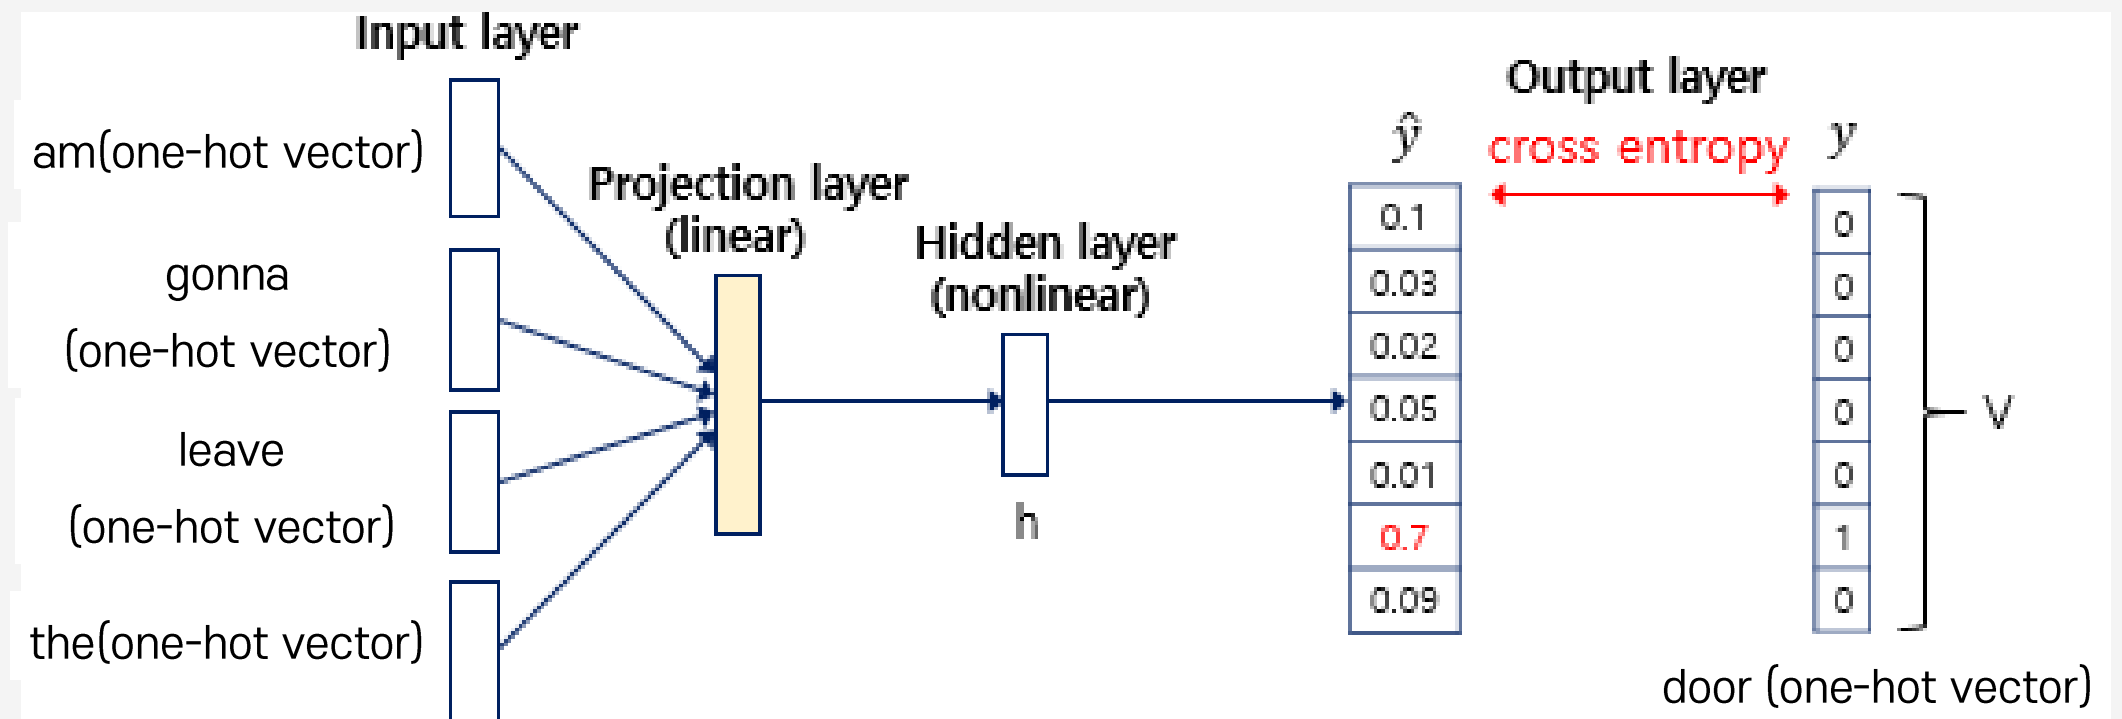 Input layer
am(one-hot vector)
gonna
(one-hot vector)
leave
(one-hot vector)
the(one-hot vector)
Projection layer
(linear)
Hidden layer
(nonlinear)
h
Output layer
ŷ
cross entropy
y
0.1
0.03
0.02
0.05
0.01
0.7
0.09
0
0
0
0
0
1
0
V
door (one-hot vector)